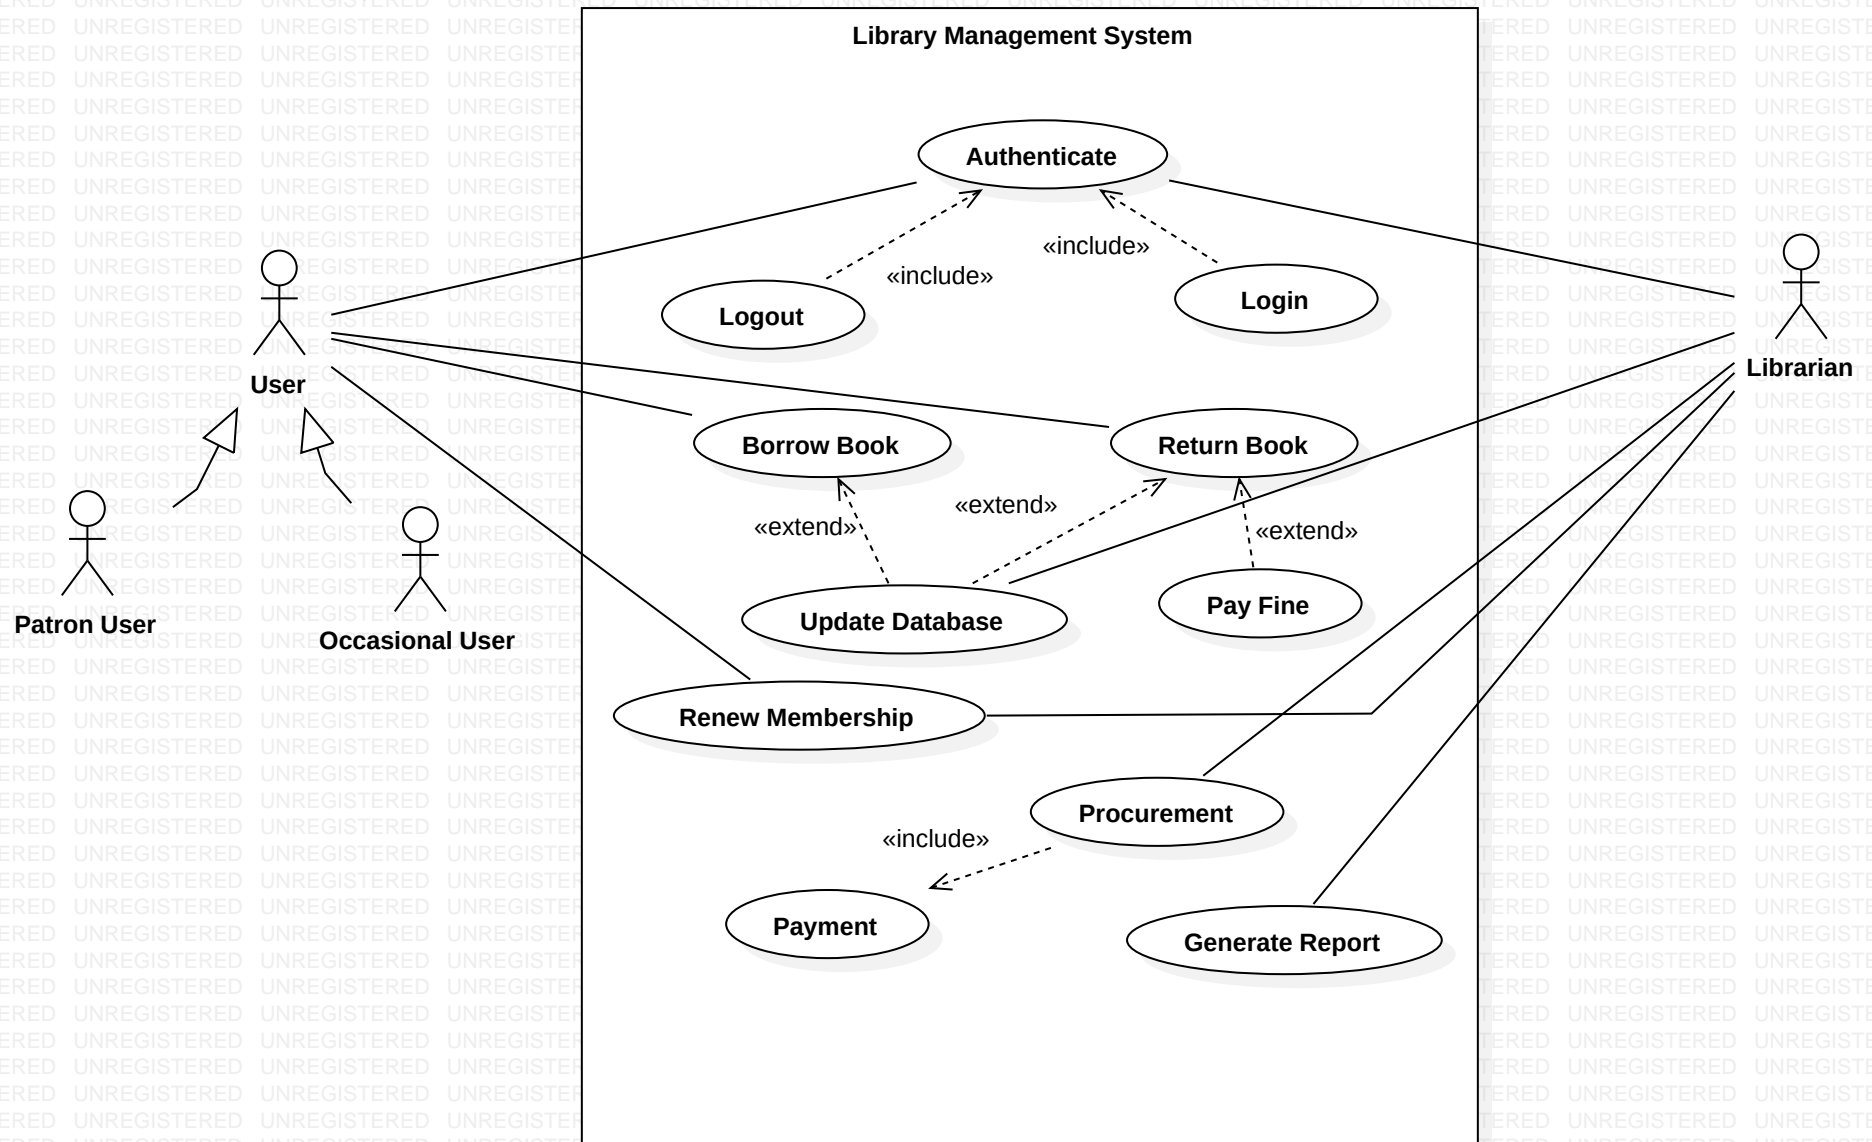 Library Management System
Authenticate
«include»
«include»
Logout
Login
User
Librarian
Borrow Book
Return Book
«extend»
«extend»
«extend»
Patron User
Occasional User
Update Database
Pay Fine
Renew Membership
Procurement
«include»
Payment
Generate Report
UNREGISTERED